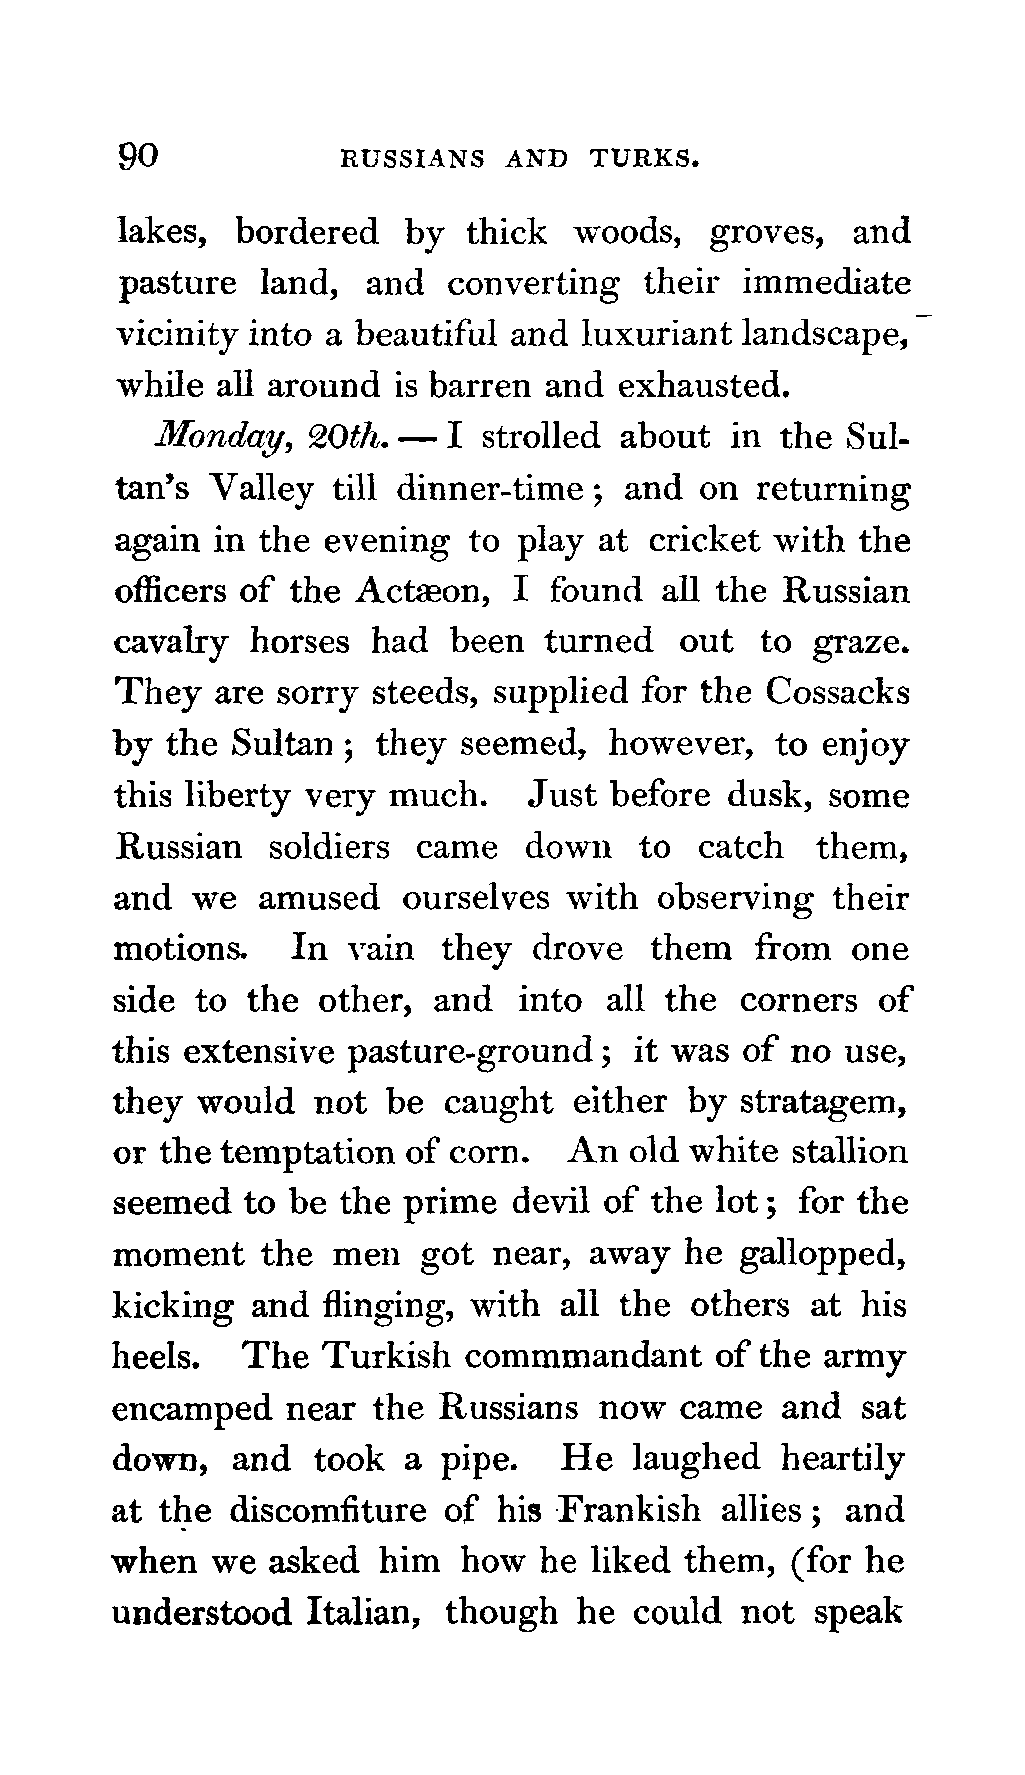 90 RUSSIANS AND TURKS.
lakes, bordered by thick woods, groves, and
pasture land, and converting their immediate
vicinity into a beautiful and luxuriant landscape,
while all around is barren and exhausted.
Monday, 20th. — I strolled about in the Sul-
tan's Valley till dinner-time; and on returning
again in the evening to play at cricket with the
officers of the Actæon, I found all the Russian
cavalry horses had been turned out to graze.
They are sorry steeds, supplied for the Cossacks
by the Sultan; they seemed, however, to enjoy
this liberty very much. Just before dusk, some
Russian soldiers came down to catch them,
and we amused ourselves with observing their
motions. In vain they drove them from one
side to the other, and into all the corners of
this extensive pasture-ground; it was of no use,
they would not be caught either by stratagem,
or the temptation of corn. An old white stallion
seemed to be the prime devil of the lot; for the
moment the men got near, away he gallopped,
kicking and flinging, with all the others at his
heels. The Turkish commmandant of the army
encamped near the Russians now came and sat
down, and took a pipe. He laughed heartily
at the discomfiture of his Frankish allies; and
when we asked him how he liked them, (for he
understood Italian, though he could not speak